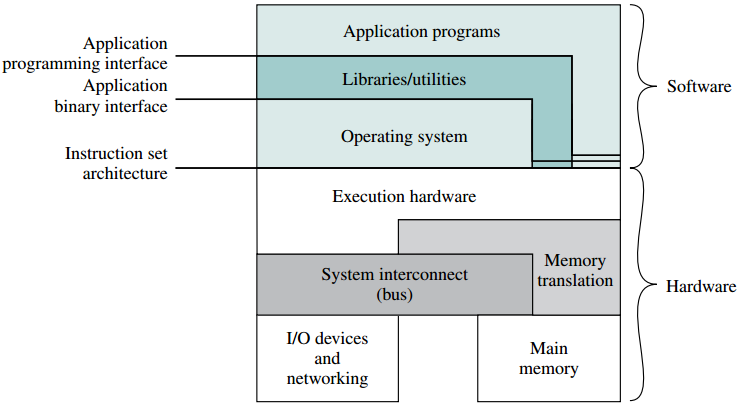 Application programs
Application
programming interface
Libraries/utilities
Application
binary interface
Software
Operating system
Instruction set
architecture
Execution hardware
Memory
translation
System interconnect
(bus)
Hardware
I/O devices
and
networking
Main
memory